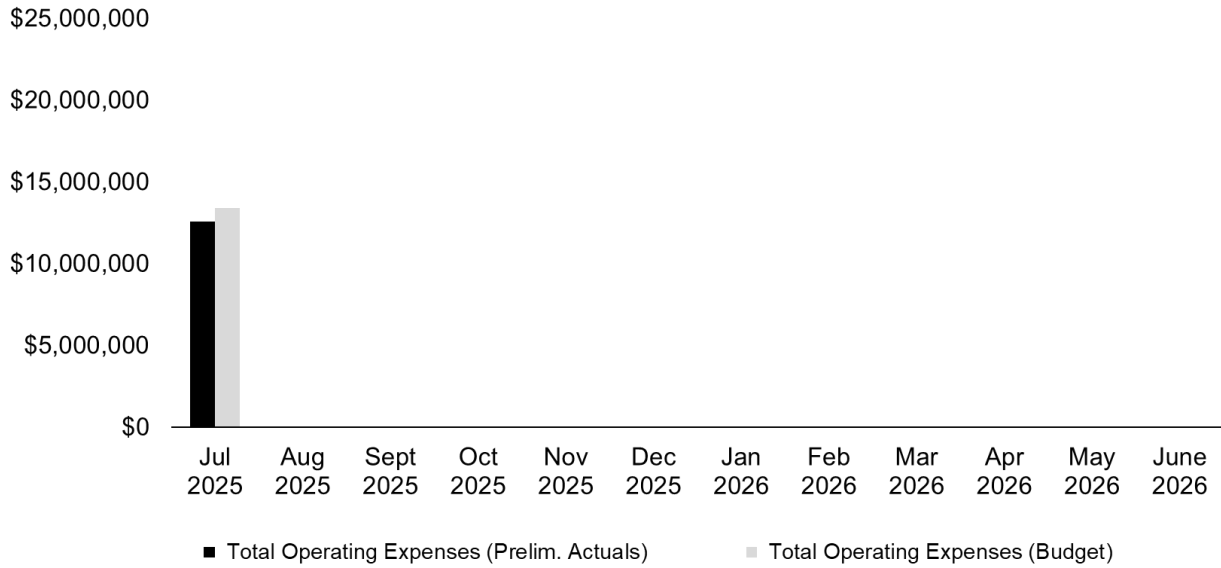 $25,000,000
$20,000,000
$15,000,000
$10,000,000
$5,000,000
$0
Jul Aug Sept Oct Nov Dec Jan Feb Mar Apr May June
2025 2025 2025 2025 2025 2025 2026 2026 2026 2026 2026 2026
Total Operating Expenses (Prelim. Actuals) Total Operating Expenses (Budget)